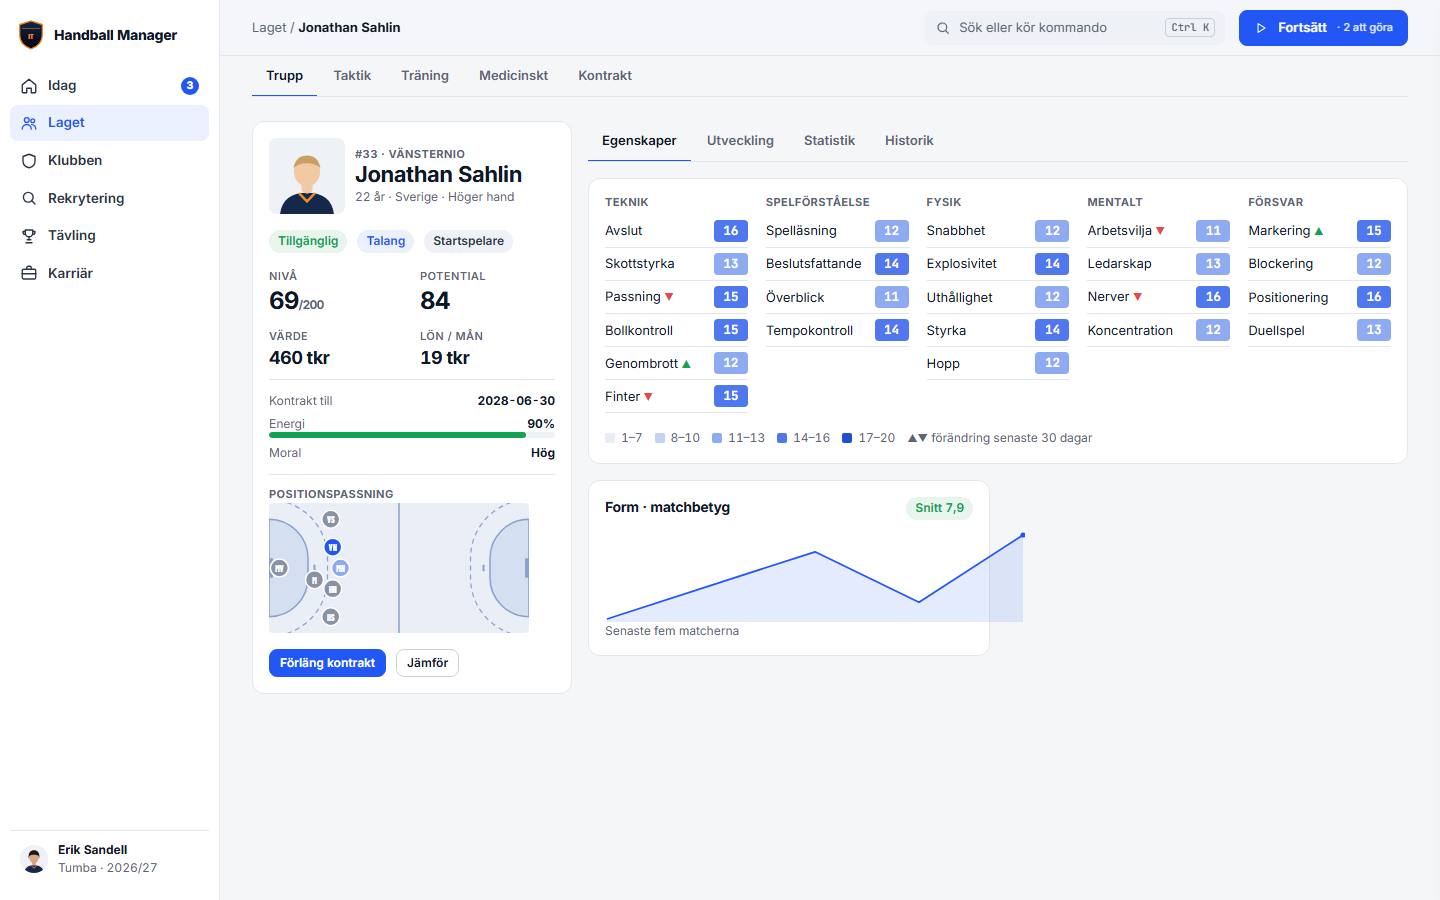 Handball Manager
Idag 3
Laget
Klubben
Rekrytering
Tävling
Karriär
Erik Sandell
Tumba · 2026/27
Laget / Jonathan Sahlin
Sök eller kör kommando Ctrl K
Fortsätt · 2 att göra
Trupp Taktik Träning Medicinskt Kontrakt
#33 · VÄNSTERNIO
Jonathan Sahlin
22 år · Sverige · Höger hand
Tillgänglig Talang Startspelare
NIVÅ POTENTIAL
69/200 84
VÄRDE LÖN / MÅN
460 tkr 19 tkr
Kontrakt till 2028-06-30
Energi 90%
Moral Hög
POSITIONSPASSNING
Förläng kontrakt Jämför
Egenskaper Utveckling Statistik Historik
TEKNIK
Avslut 16
Skottstyrka 13
Passning ▼ 15
Bollkontroll 15
Genombrott ▲ 12
Finter ▼ 15
SPELFÖRSTÅELSE
Spelläsning 12
Beslutsfattande 14
Överblick 11
Tempokontroll 14
FYSIK
Snabbhet 12
Explosivitet 14
Uthållighet 12
Styrka 14
Hopp 12
MENTALT
Arbetsvilja ▼ 11
Ledarskap 13
Nerver ▼ 16
Koncentration 12
FÖRSVAR
Markering ▲ 15
Blockering 12
Positionering 16
Duellspel 13
1–7 8–10 11–13 14–16 17–20 ▲▼ förändring senaste 30 dagar
Form · matchbetyg Snitt 7,9
Senaste fem matcherna